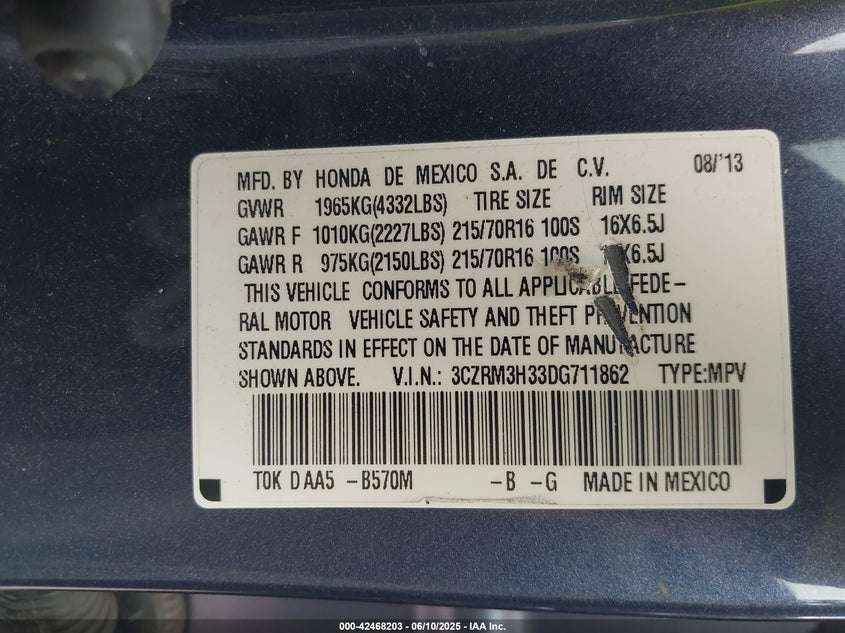 MFD. BY HONDA DE MEXICO S.A. DE C.V. 08/'13
GVWR 1965KG(4332LBS) TIRE SIZE RIM SIZE
GAWR F 1010KG(2227LBS) 215/70R16 100S 16X6.5J
GAWR R 975KG(2150LBS) 215/70R16 100S X6.5J
THIS VEHICLE CONFORMS TO ALL APPLICABLE FEDE-
RAL MOTOR VEHICLE SAFETY AND THEFT PREVENTION
STANDARDS IN EFFECT ON THE DATE OF MANUFACTURE
SHOWN ABOVE. V.I.N.: 3CZRM3H33DG711862 TYPE:MPV
TOK DAA5 -B570M -B -G MADE IN MEXICO
000-42468203 - 06/10/2025 - IAA Inc.